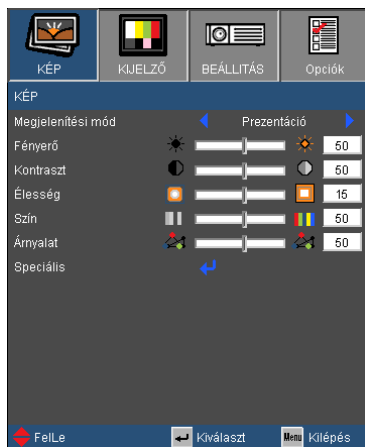 KÉP KIJELZŐ BEÁLLITÁS Opciók
KÉP
Megjelenítési mód Prezentáció
Fényerő 50
Kontraszt 50
Élesség 15
Szín 50
Árnyalat 50
Speciális
FelLe Kiválaszt Menu Kilépés